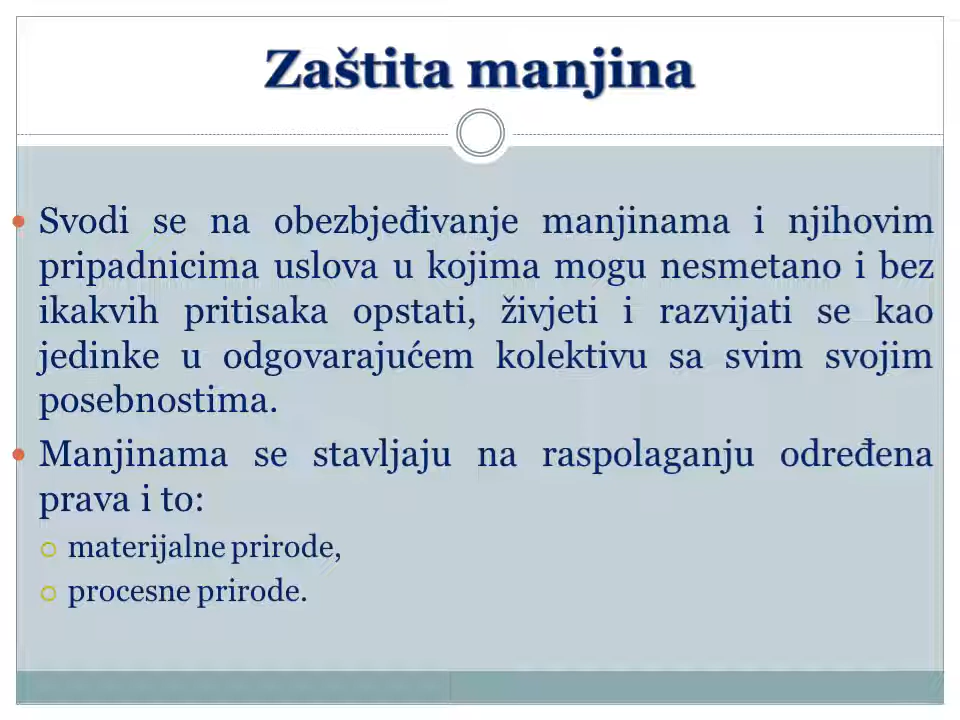 Zaštita manjina
Svodi se na obezbjeđivanje manjinama i njihovim
pripadnicima uslova u kojima mogu nesmetano i bez
ikakvih pritisaka opstati, živjeti i razvijati se kao
jedinke u odgovarajućem kolektivu sa svim svojim
posebnostima.
Manjinama se stavljaju na raspolaganju određena
prava i to:
materijalne prirode,
procesne prirode.